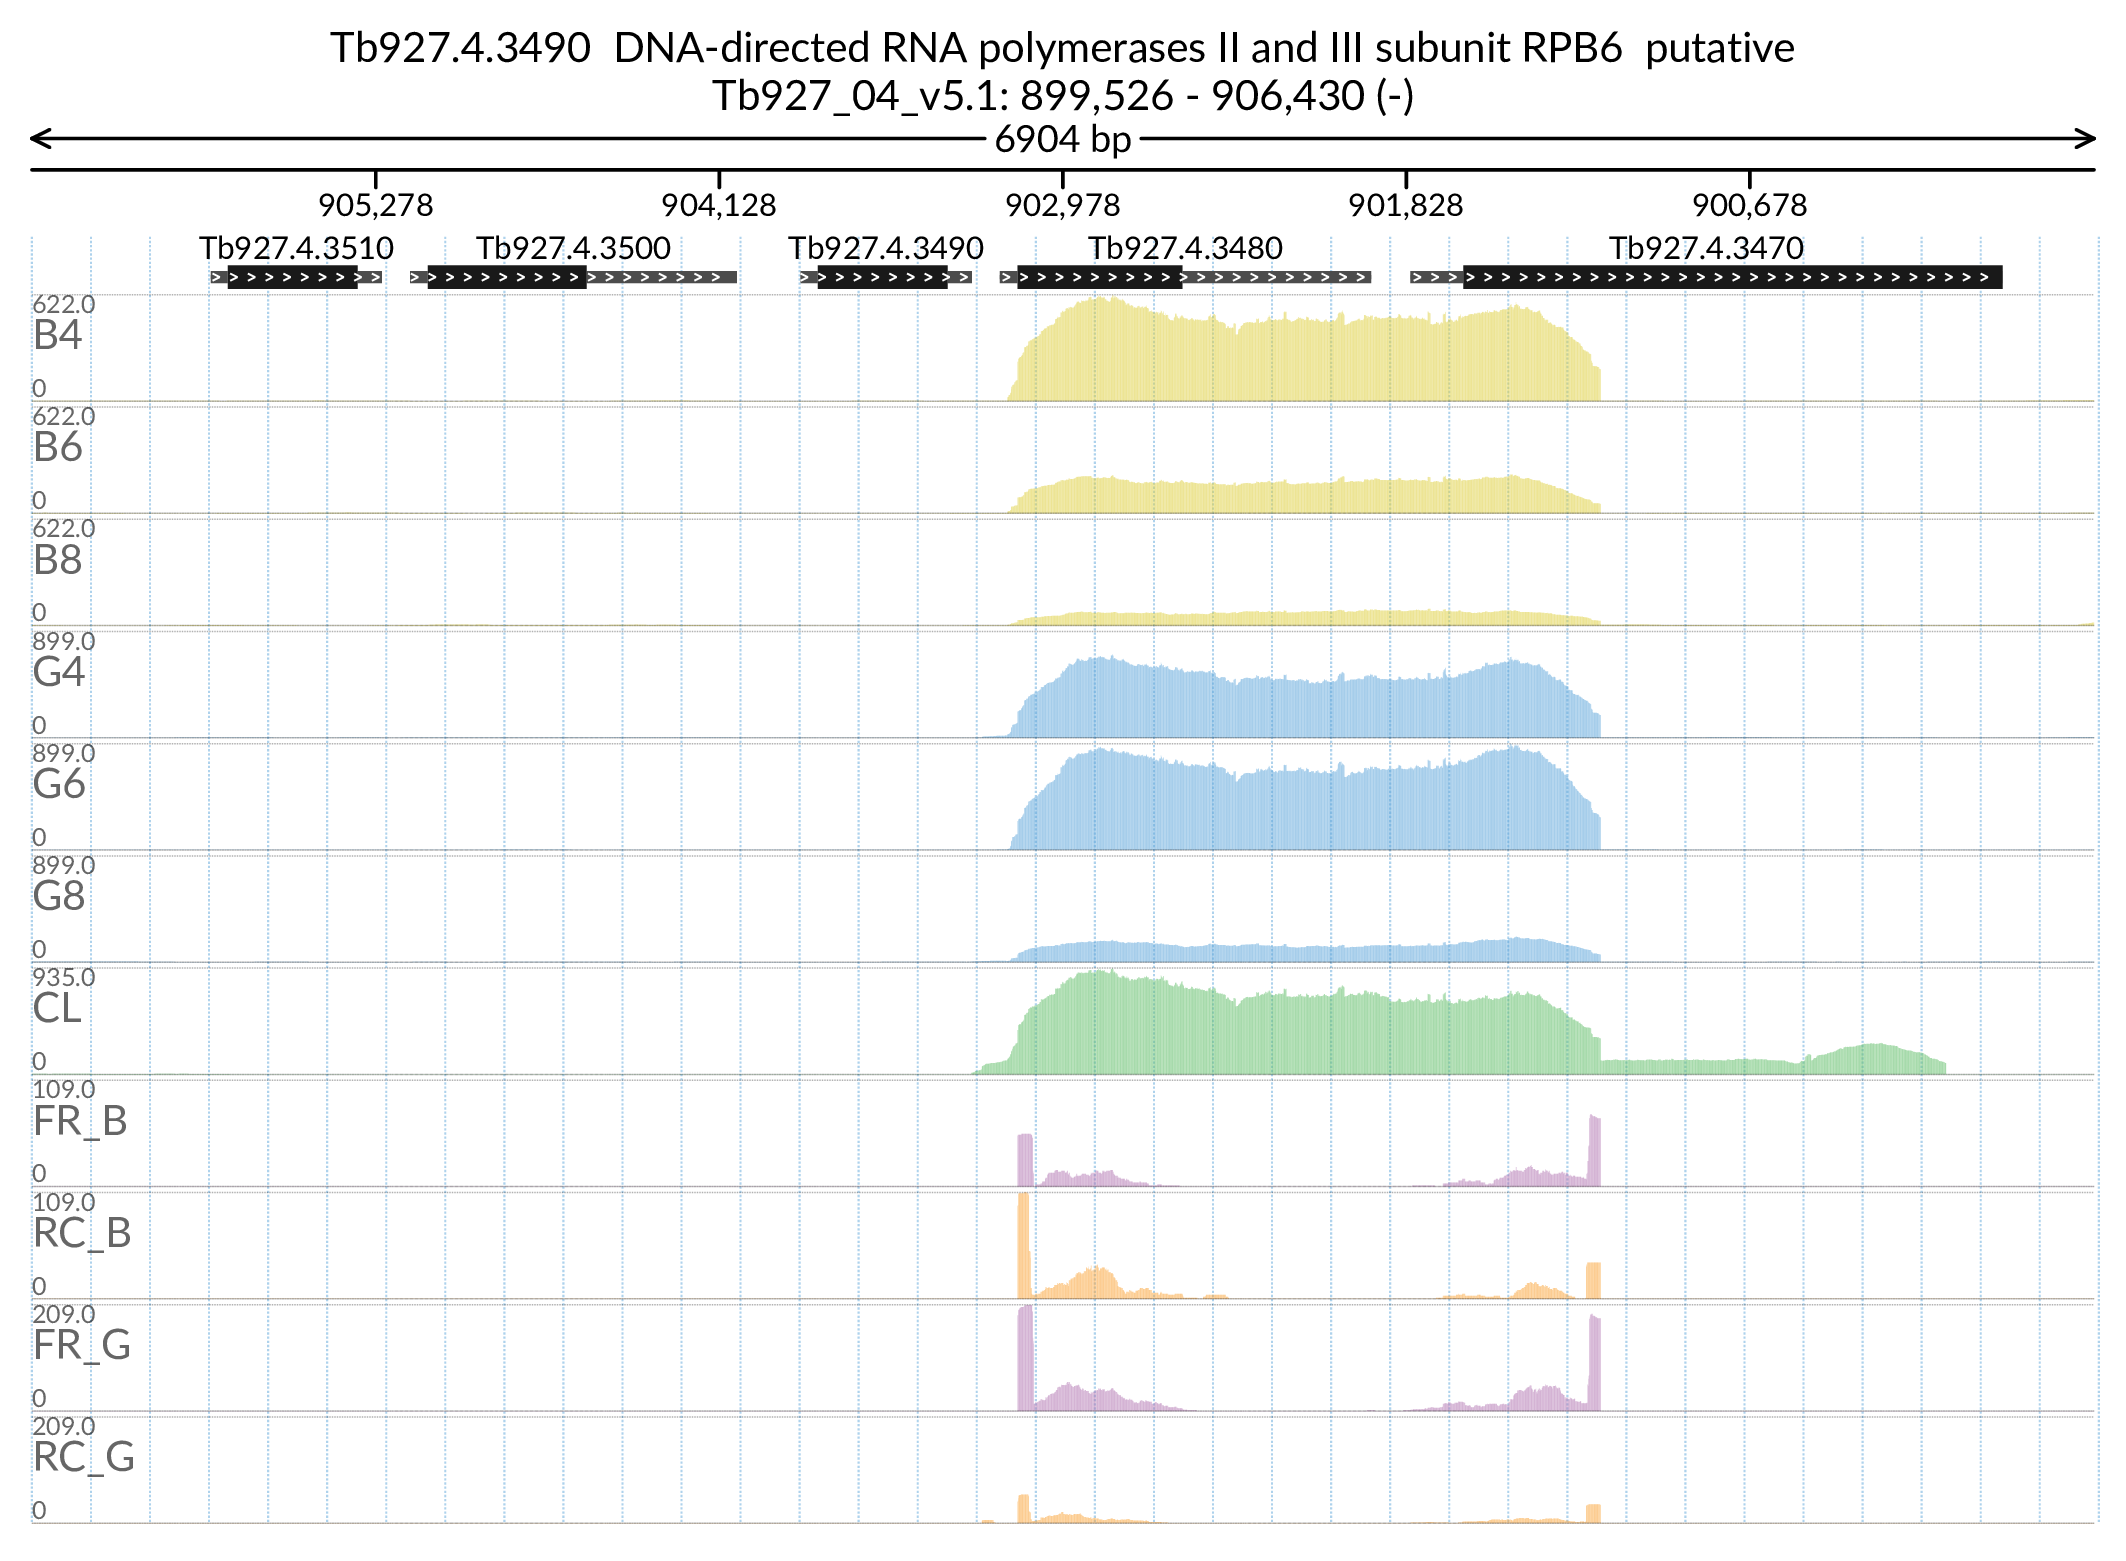 Tb927.4.3490 DNA-directed RNA polymerases II and III subunit RPB6 putative
Tb927_04_v5.1: 899,526 - 906,430 (-)
6904 bp
905,278 904,128 902,978 901,828 900,678
Tb927.4.3510 Tb927.4.3500 Tb927.4.3490 Tb927.4.3480 Tb927.4.3470
622.0
B4
0
622.0
B6
0
622.0
B8
0
899.0
G4
0
899.0
G6
0
899.0
G8
0
935.0
CL
0
109.0
FR_B
0
109.0
RC_B
0
209.0
FR_G
0
209.0
RC_G
0